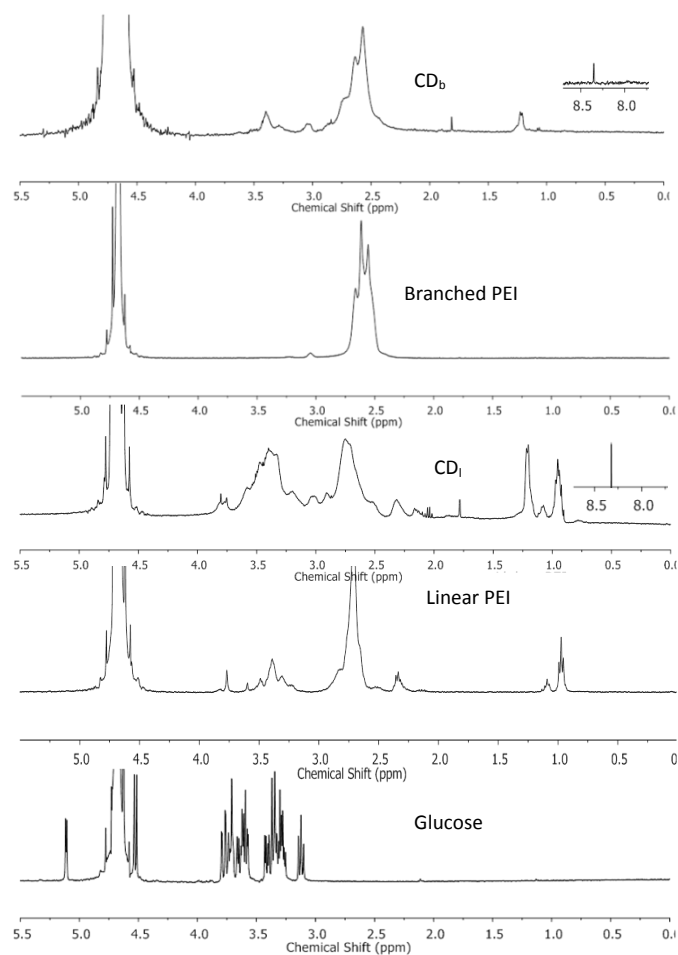 CDb
8.5 8.0
5.5 5.0 4.5 4.0 3.5 3.0 2.5 2.0 1.5 1.0 0.5 0.0
Chemical Shift (ppm)
Branched PEI
5.0 4.5 4.0 3.5 3.0 2.5 2.0 1.5 1.0 0.5
Chemical Shift (ppm)
CDl
8.5 8.0
5.5 5.0 4.5 4.0 3.5 3.0 2.5 2.0 1.5 1.0 0.5 0
Chemical Shift (ppm)
Linear PEI
5.5 5.0 4.5 4.0 3.5 3.0 2.5 2.0 1.5 1.0 0.5 0
Chemical Shift (ppm)
Glucose
5.5 5.0 4.5 4.0 3.5 3.0 2.5 2.0 1.5 1.0 0.5 0.
Chemical Shift (ppm)